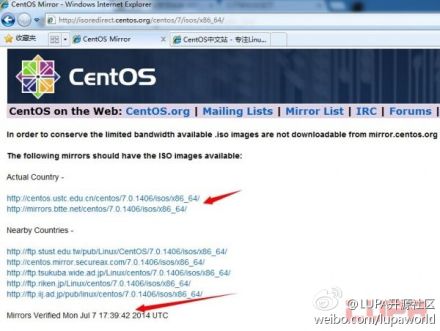 CentOS Mirror - Windows Internet Explorer
http://isoredirect.centos.org/centos/7/isos/x86_64/
收藏夹
CentOS Mirror
CentOS中文站 - 专注Linu...
CentOS
CentOS on the Web: CentOS.org | Mailing Lists | Mirror List | IRC | Forums |
In order to conserve the limited bandwidth available .iso images are not downloadable from mirror.centos.org
The following mirrors should have the ISO images available:
Actual Country -
http://centos.ustc.edu.cn/centos/7.0.1406/isos/x86_64/
http://mirrors.btte.net/centos/7.0.1406/isos/x86_64/
Nearby Countries -
http://ftp.stust.edu.tw/pub/Linux/CentOS/7.0.1406/isos/x86_64/
http://centos.mirror.secureax.com/7.0.1406/isos/x86_64/
http://ftp.tsukuba.wide.ad.jp/Linux/centos/7.0.1406/isos/x86_64/
http://ftp.riken.jp/Linux/centos/7.0.1406/isos/x86_64/
http://ftp.iij.ad.jp/pub/linux/centos/7.0.1406/isos/x86_64/
Mirrors Verified Mon Jul 7 17:39:42 2014 UTC
LUPA
@LUPA开源社区
weibo.com/lupaworld